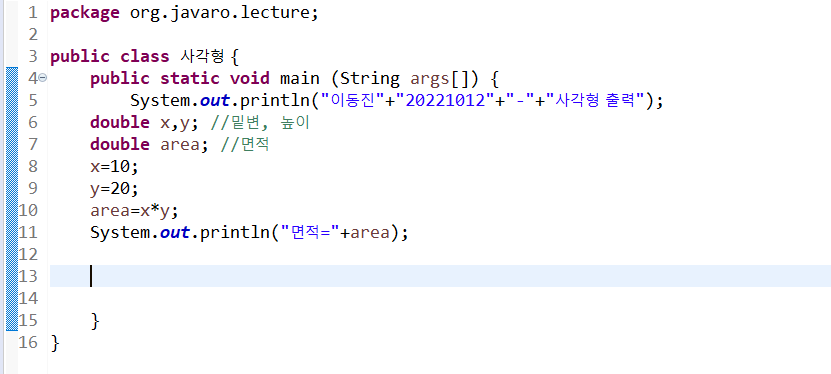 1 package org.javaro.lecture;
2
3 public class 사각형 {
4 public static void main (String args[]) {
5 System.out.println("이동진"+"20221012"+"-"+"사각형 출력");
6 double x,y; //밑변, 높이
7 double area; //면적
8 x=10;
9 y=20;
10 area=x*y;
11 System.out.println("면적="+area);
12
13
14
15 }
16 }